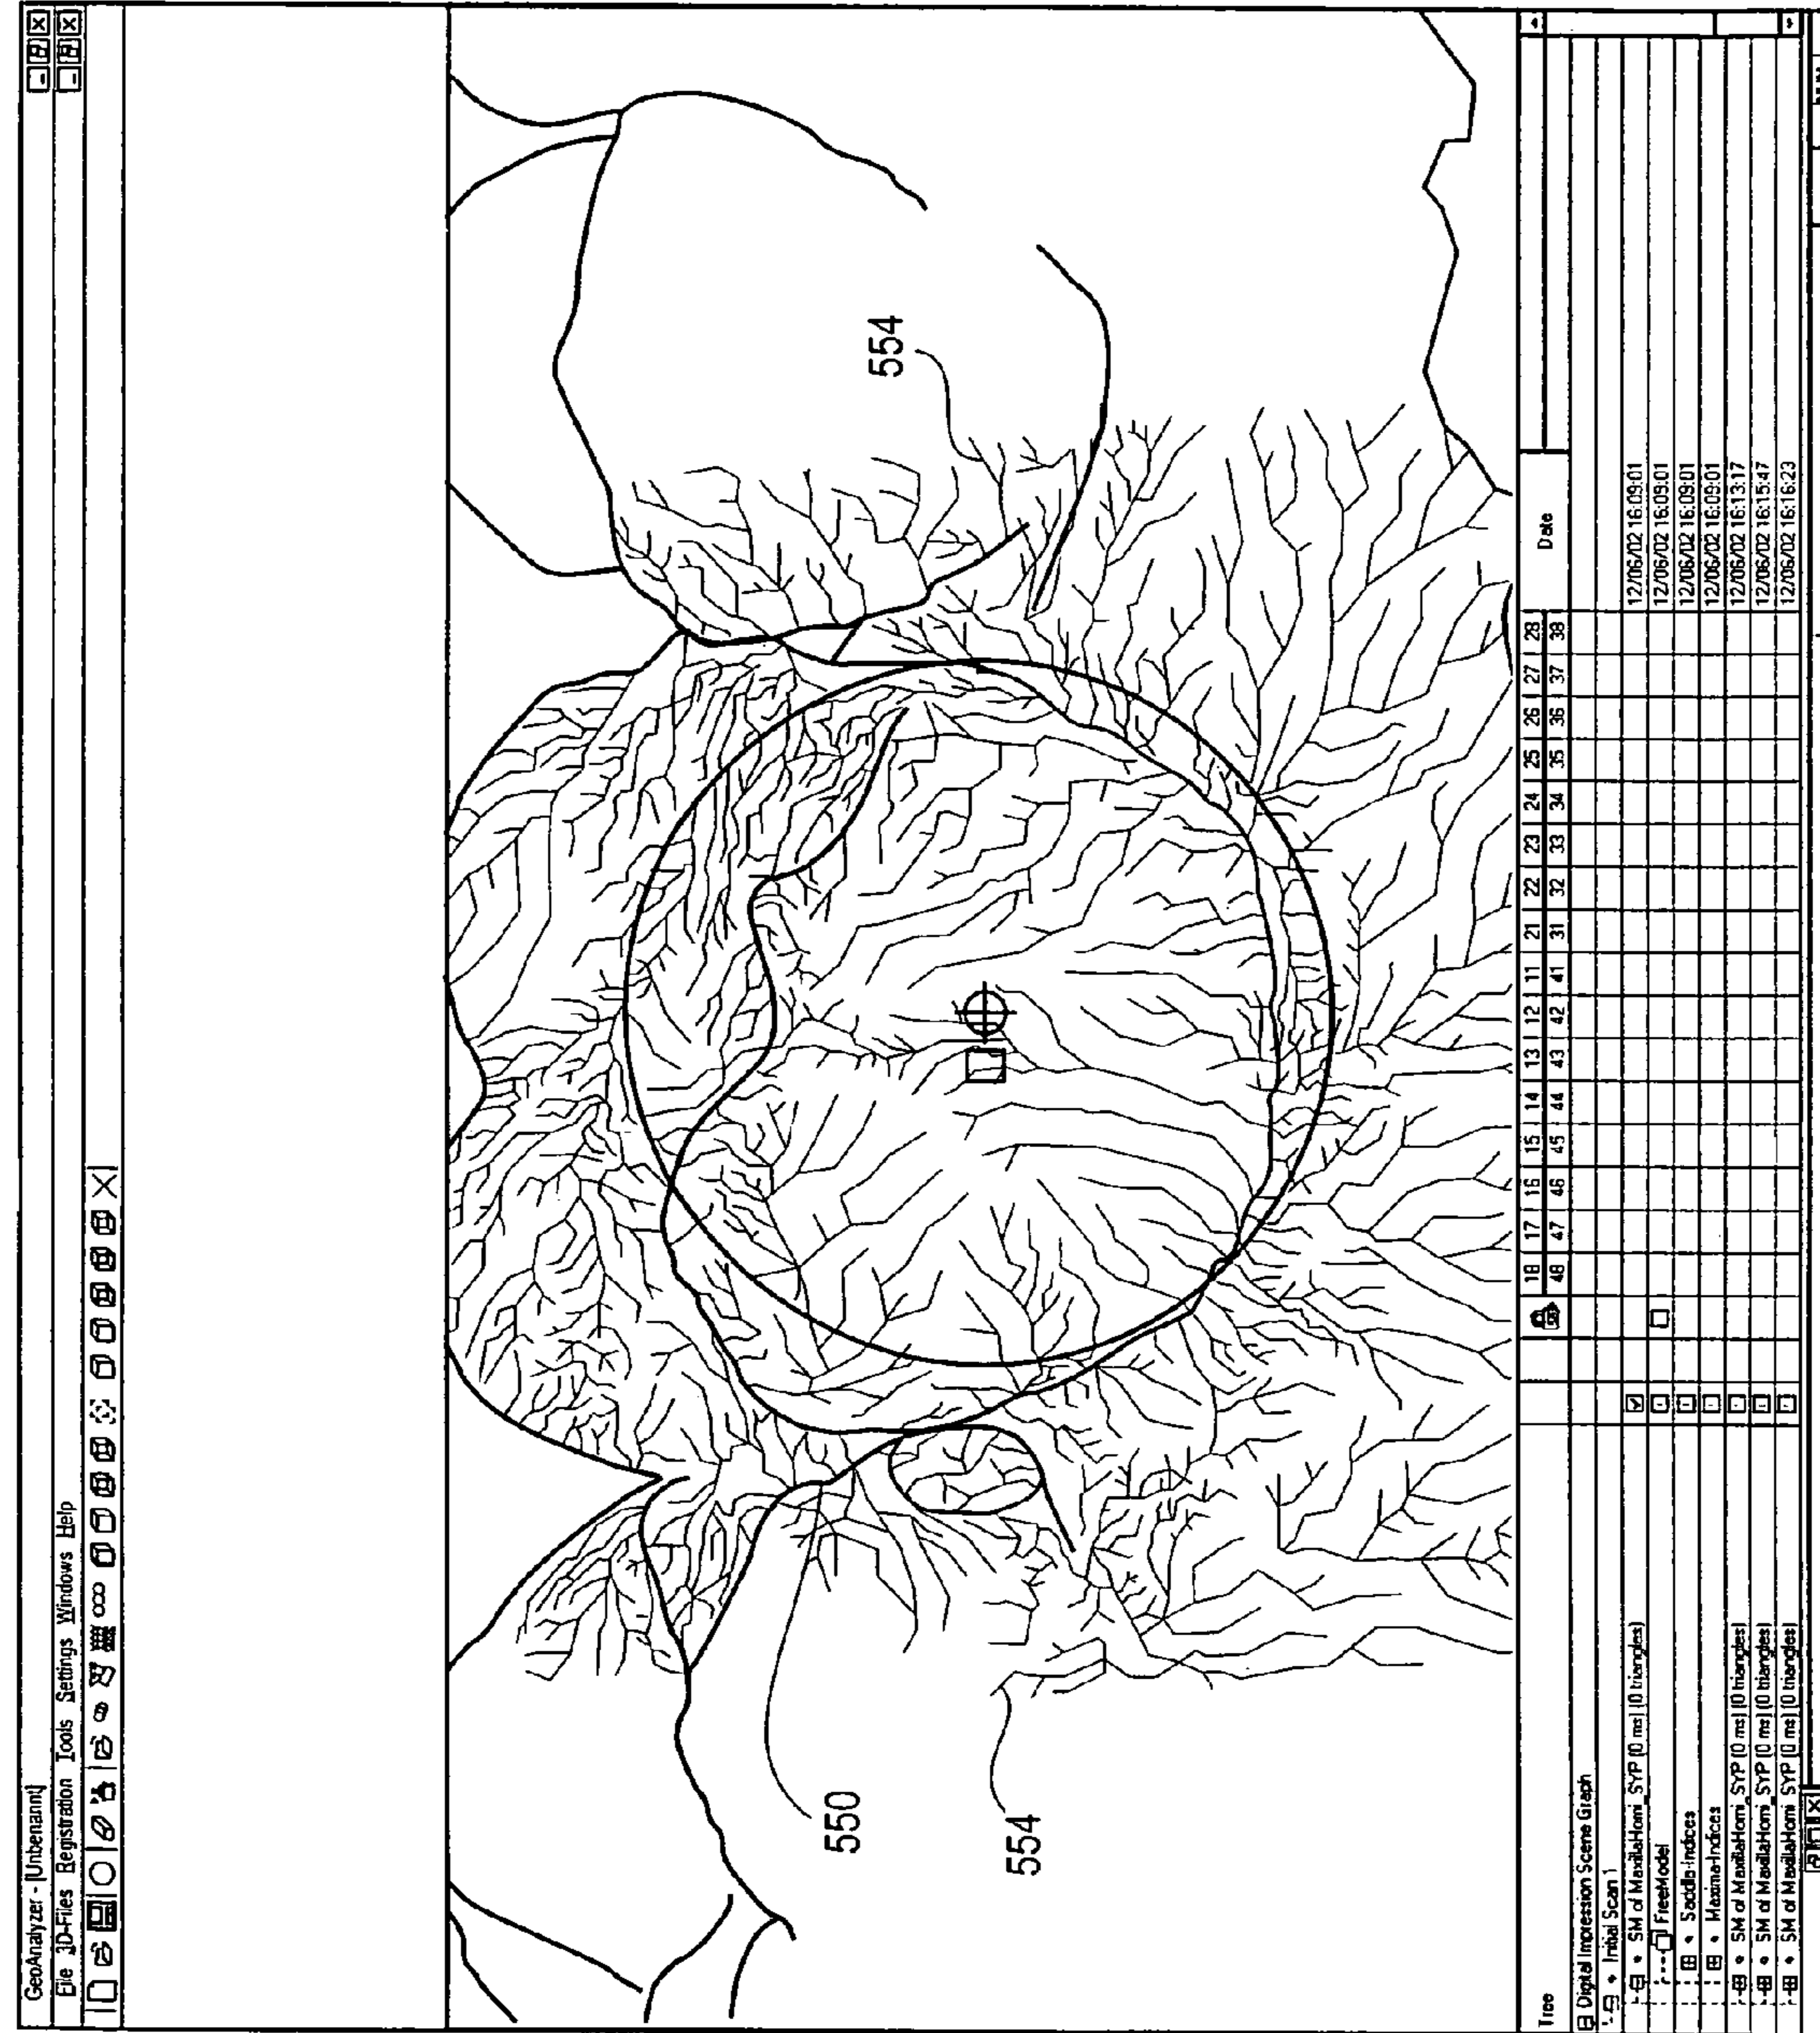 GeoAnalyzer - [Unbenannt]
File 3D-Files Registration Tools Settings Windows Help
550
554
554
Tree
18 17 16 15 14 13 12 11 21 22 23 24 25 26 27 28
48 47 46 45 44 43 42 41 31 32 33 34 35 36 37 38
Date
Digital Impression Scene Graph
Initial Scan 1
SM of MaxillaHomi_SYP [0 ms] (0 triangles) 12/06/02 16:09:01
FreeModel 12/06/02 16:09:01
Saddla-Indices 12/06/02 16:09:01
Maxima-Indices 12/06/02 16:09:01
SM of MaxillaHomi_SYP [0 ms] (0 triangles) 12/06/02 16:13:17
SM of MaxillaHomi_SYP [0 ms] (0 triangles) 12/06/02 16:15:47
SM of MaxillaHomi_SYP [0 ms] (0 triangles) 12/06/02 16:16:23